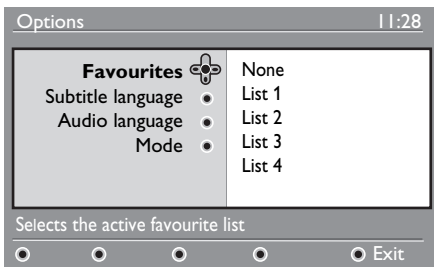 Options 11:28
Favourites
Subtitle language
Audio language
Mode
None
List 1
List 2
List 3
List 4
Selects the active favourite list
Exit